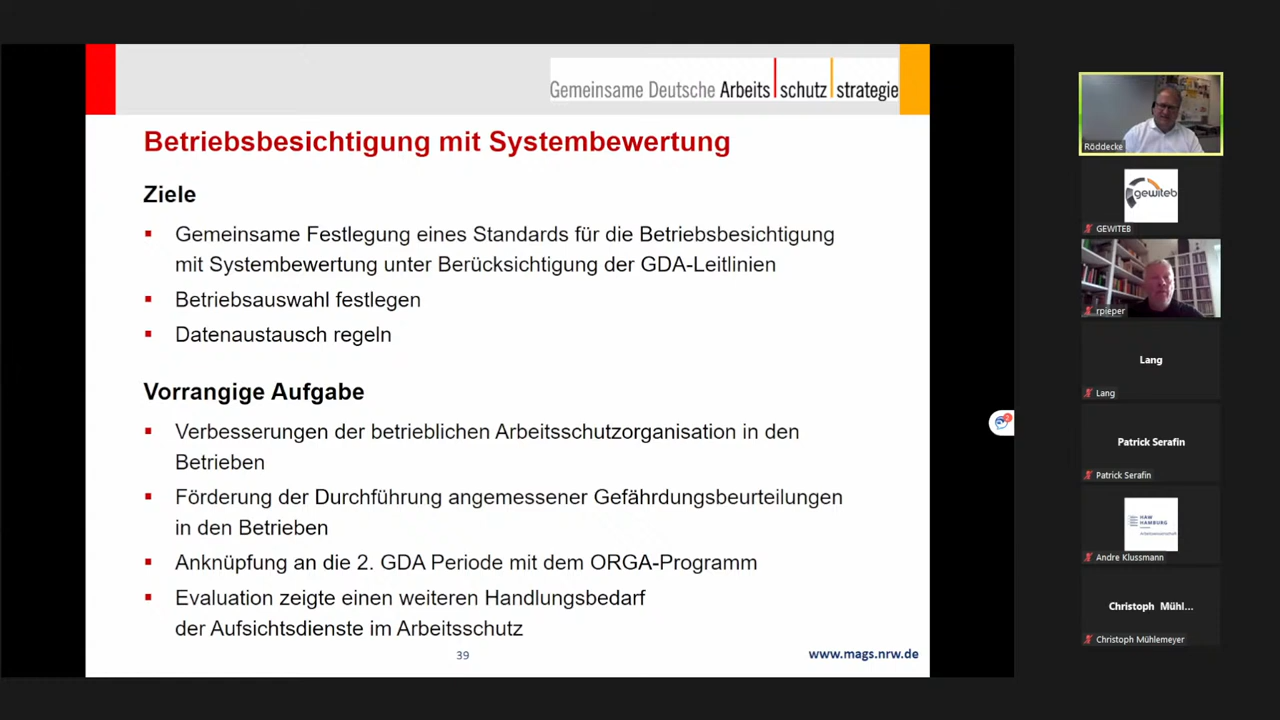 Gemeinsame Deutsche Arbeits schutz strategie
Betriebsbesichtigung mit Systembewertung
Ziele
Gemeinsame Festlegung eines Standards für die Betriebsbesichtigung
mit Systembewertung unter Berücksichtigung der GDA-Leitlinien
Betriebsauswahl festlegen
Datenaustausch regeln
Vorrangige Aufgabe
Verbesserungen der betrieblichen Arbeitsschutzorganisation in den
Betrieben
Förderung der Durchführung angemessener Gefährdungsbeurteilungen
in den Betrieben
Anknüpfung an die 2. GDA Periode mit dem ORGA-Programm
Evaluation zeigte einen weiteren Handlungsbedarf
der Aufsichtsdienste im Arbeitsschutz
39
www.mags.nrw.de
Röddecke
gewiteb
GEWITEB
rpieper
Lang
Lang
Patrick Serafin
Patrick Serafin
HAW
HAMBURG
Arbeitswissenschaft
Andre Klussmann
Christoph Mühl...
Christoph Mühlemeyer